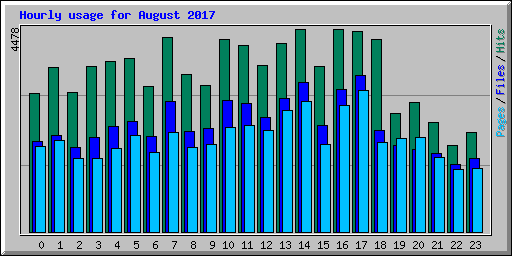 Hourly usage for August 2017
4478
Pages / Files / Hits
0 1 2 3 4 5 6 7 8 9 10 11 12 13 14 15 16 17 18 19 20 21 22 23